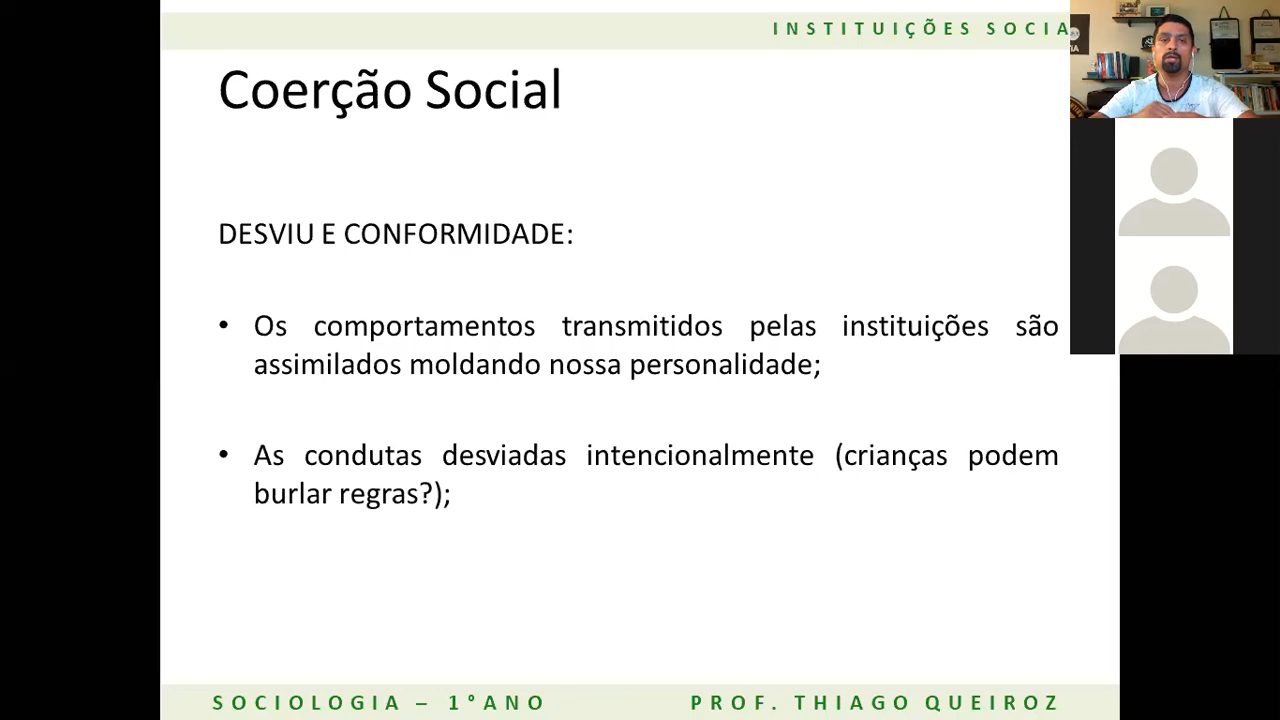 INSTITUIÇÕES SOCIA
Coerção Social
DESVIU E CONFORMIDADE:
• Os comportamentos transmitidos pelas instituições são
assimilados moldando nossa personalidade;
• As condutas desviadas intencionalmente (crianças podem
burlar regras?);
SOCIOLOGIA – 1°ANO
PROF. THIAGO QUEIROZ